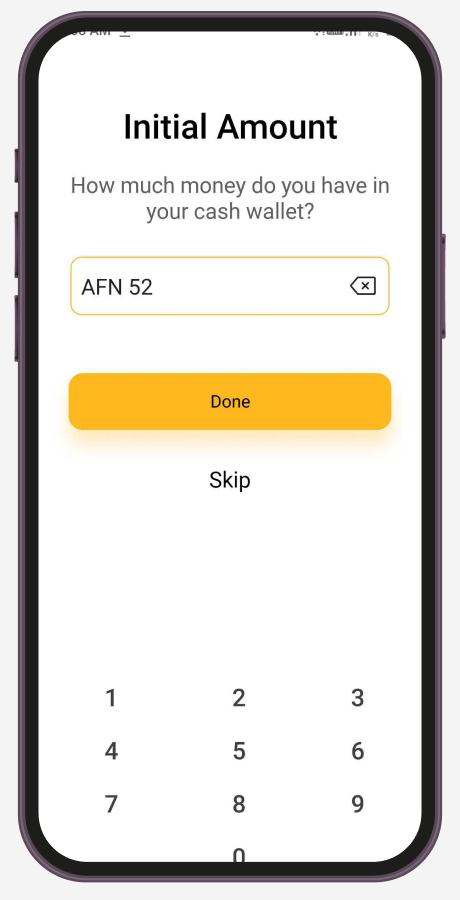 Initial Amount
How much money do you have in
your cash wallet?
AFN 52
Done
Skip
1 2 3
4 5 6
7 8 9
0